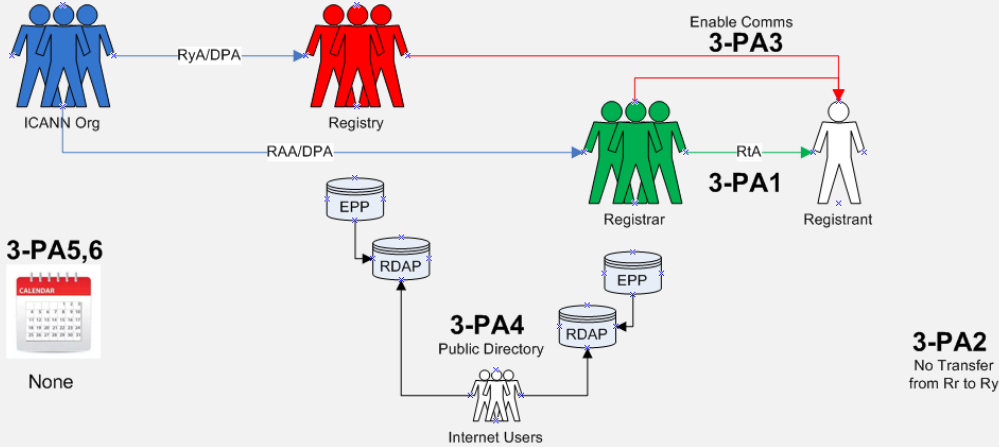 Enable Comms
3-PA3
RyA/DPA
ICANN Org
Registry
RAA/DPA
RtA
3-PA1
Registrar
Registrant
EPP
RDAP
3-PA5,6
CALENDAR
None
EPP
RDAP
3-PA4
Public Directory
Internet Users
3-PA2
No Transfer
from Rr to Ry